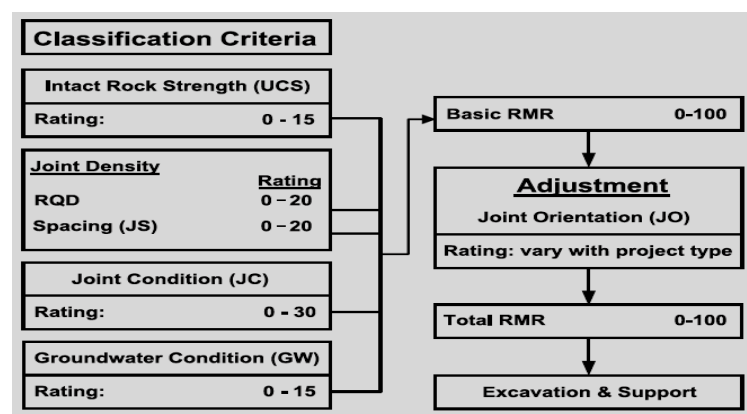 Classification Criteria
Intact Rock Strength (UCS)
Rating: 0 - 15
Joint Density
Rating
RQD 0 - 20
Spacing (JS) 0 - 20
Joint Condition (JC)
Rating: 0 - 30
Groundwater Condition (GW)
Rating: 0 - 15
Basic RMR 0-100
Adjustment
Joint Orientation (JO)
Rating: vary with project type
Total RMR 0-100
Excavation & Support